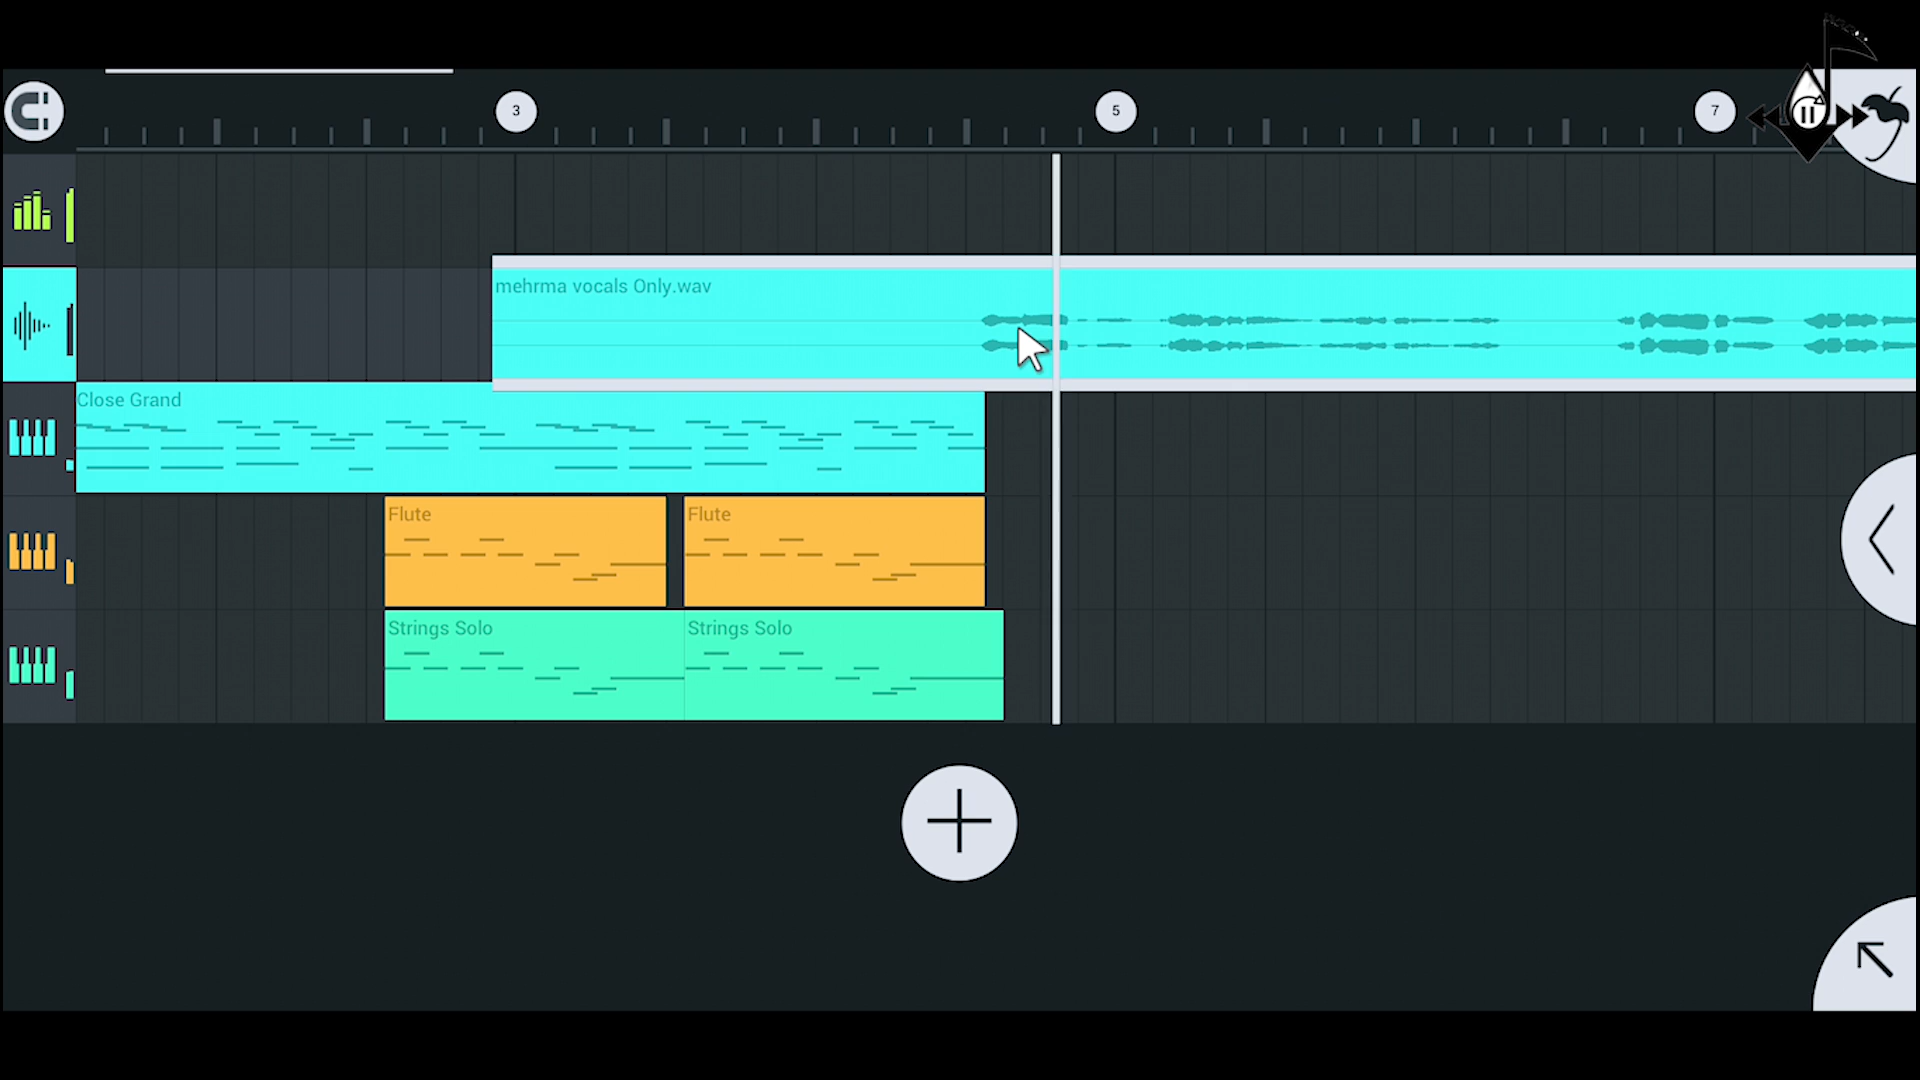 3
5
7
mehrma vocals Only.wav
Close Grand
Flute
Flute
Strings Solo
Strings Solo